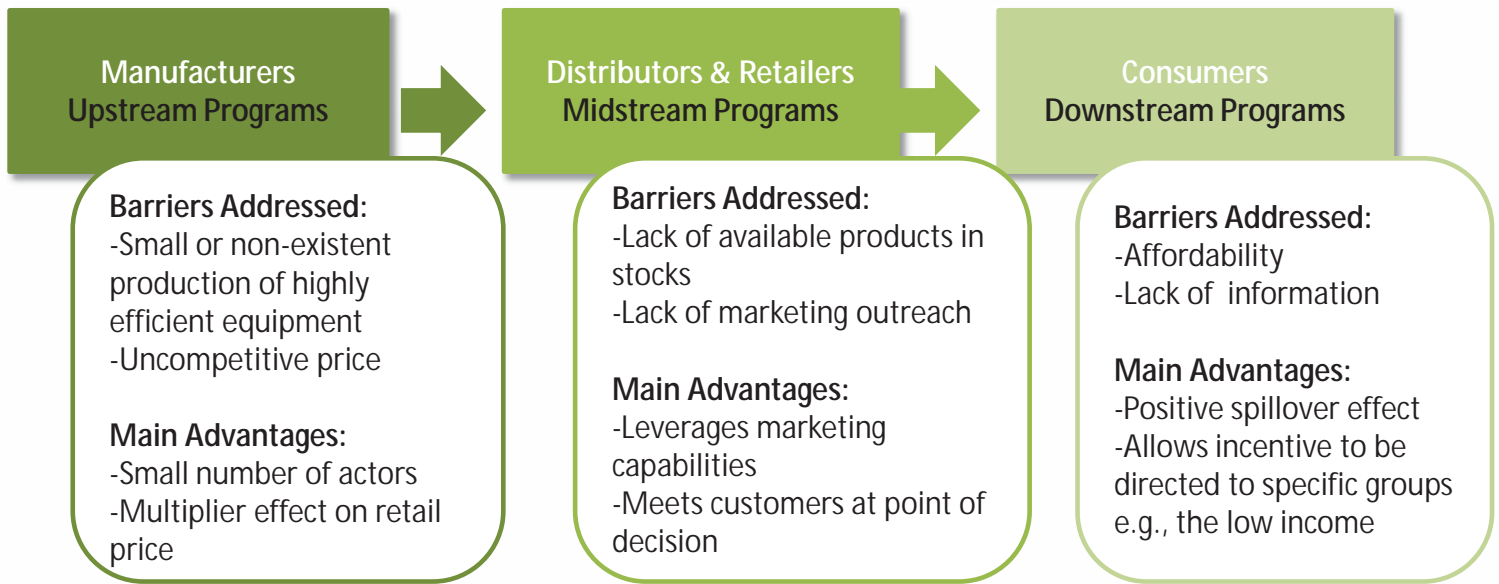 Manufacturers
Upstream Programs
Barriers Addressed:
-Small or non-existent
production of highly
efficient equipment
-Uncompetitive price
Main Advantages:
-Small number of actors
-Multiplier effect on retail
price
Distributors & Retailers
Midstream Programs
Barriers Addressed:
-Lack of available products in
stocks
-Lack of marketing outreach
Main Advantages:
-Leverages marketing
capabilities
-Meets customers at point of
decision
Consumers
Downstream Programs
Barriers Addressed:
-Affordability
-Lack of information
Main Advantages:
-Positive spillover effect
-Allows incentive to be
directed to specific groups
e.g., the low income